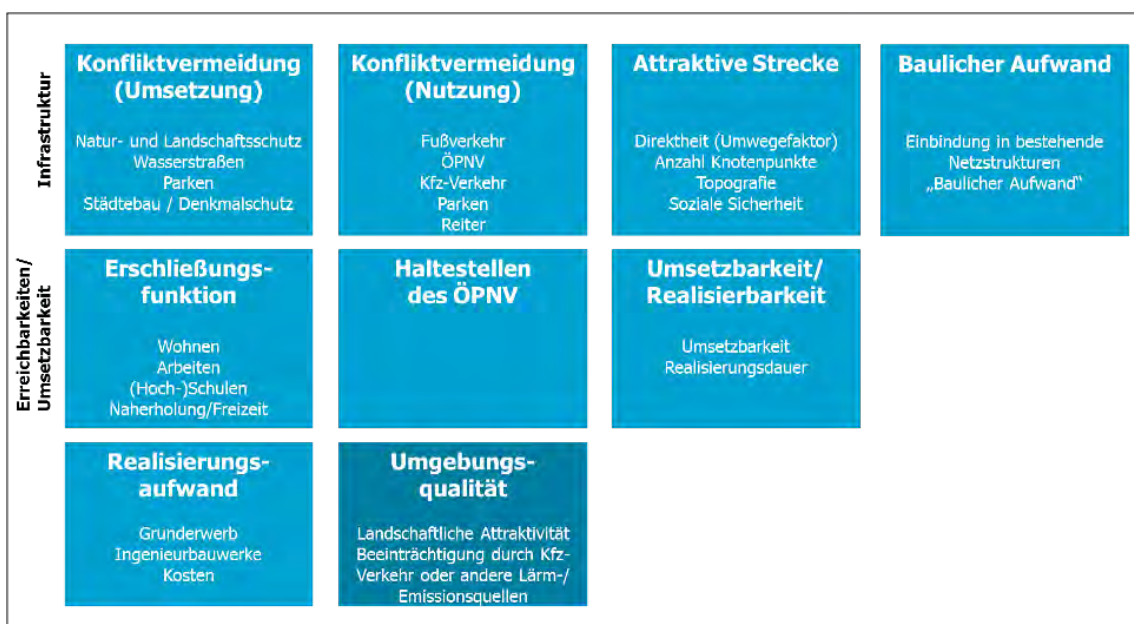 Infrastruktur
Konfliktvermeidung
(Umsetzung)
Natur- und Landschaftsschutz
Wasserstraßen
Parken
Städtebau / Denkmalschutz
Konfliktvermeidung
(Nutzung)
Fußverkehr
ÖPNV
Kfz-Verkehr
Parken
Reiter
Attraktive Strecke
Direktheit (Umwegefaktor)
Anzahl Knotenpunkte
Topografie
Soziale Sicherheit
Baulicher Aufwand
Einbindung in bestehende
Netzstrukturen
„Baulicher Aufwand“
Erreichbarkeiten/
Umsetzbarkeit
Erschließungs-
funktion
Wohnen
Arbeiten
(Hoch-)Schulen
Naherholung/Freizeit
Haltestellen
des ÖPNV
Umsetzbarkeit/
Realisierbarkeit
Umsetzbarkeit
Realisierungsdauer
Realisierungs-
aufwand
Grunderwerb
Ingenieurbauwerke
Kosten
Umgebungs-
qualität
Landschaftliche Attraktivität
Beeinträchtigung durch Kfz-
Verkehr oder andere Lärm-/
Emissionsquellen